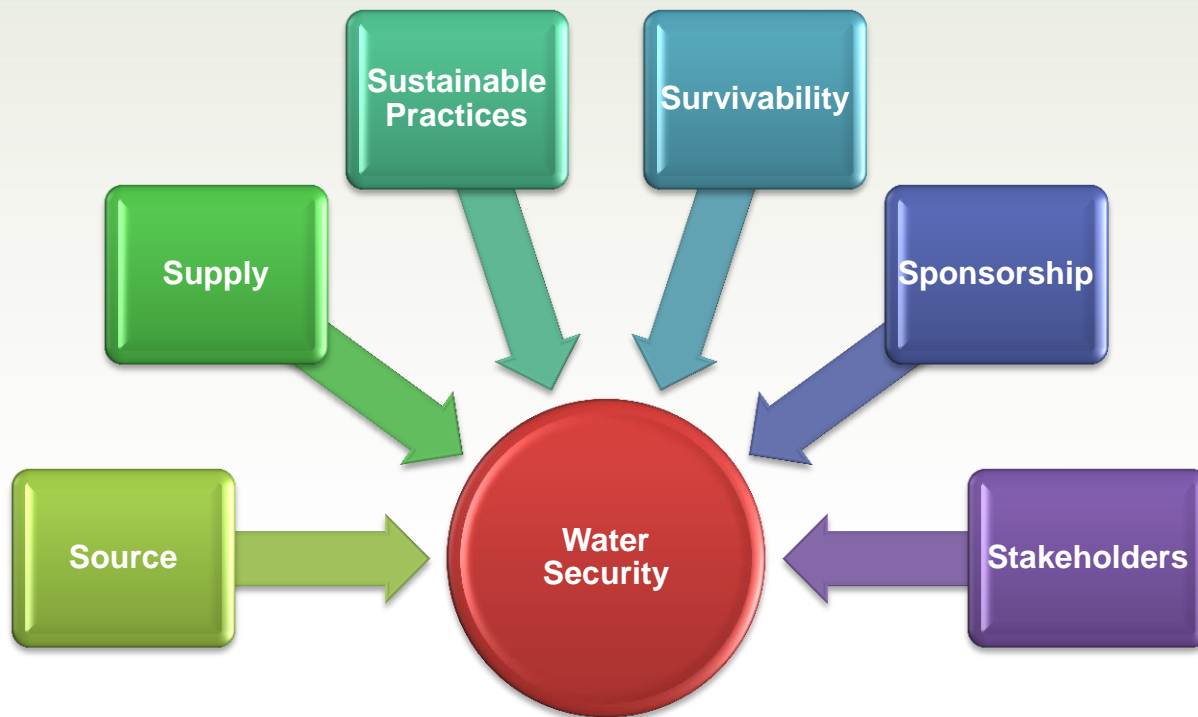 Sustainable
Practices
Survivability
Supply
Sponsorship
Source
Water
Security
Stakeholders